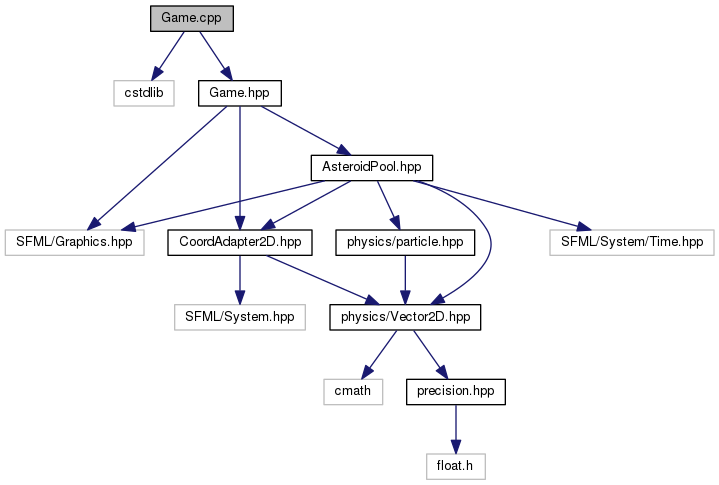 Game.cpp
cstdlib
Game.hpp
AsteroidPool.hpp
SFML/Graphics.hpp
CoordAdapter2D.hpp
physics/particle.hpp
SFML/System/Time.hpp
SFML/System.hpp
physics/Vector2D.hpp
cmath
precision.hpp
float.h